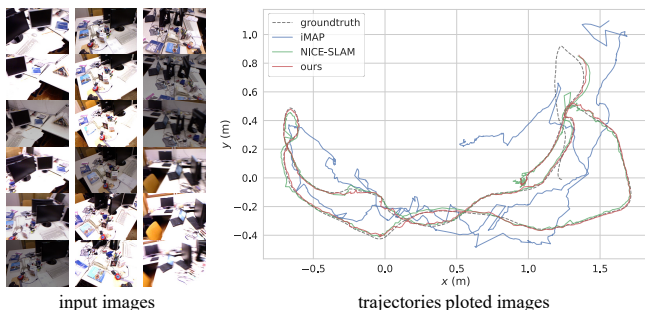 groundtruth
iMAP
NICE-SLAM
ours
y (m)
1.0
0.8
0.6
0.4
0.2
0.0
−0.2
−0.4
−0.5
0.0
0.5
1.0
1.5
x (m)
input images
trajectories ploted images